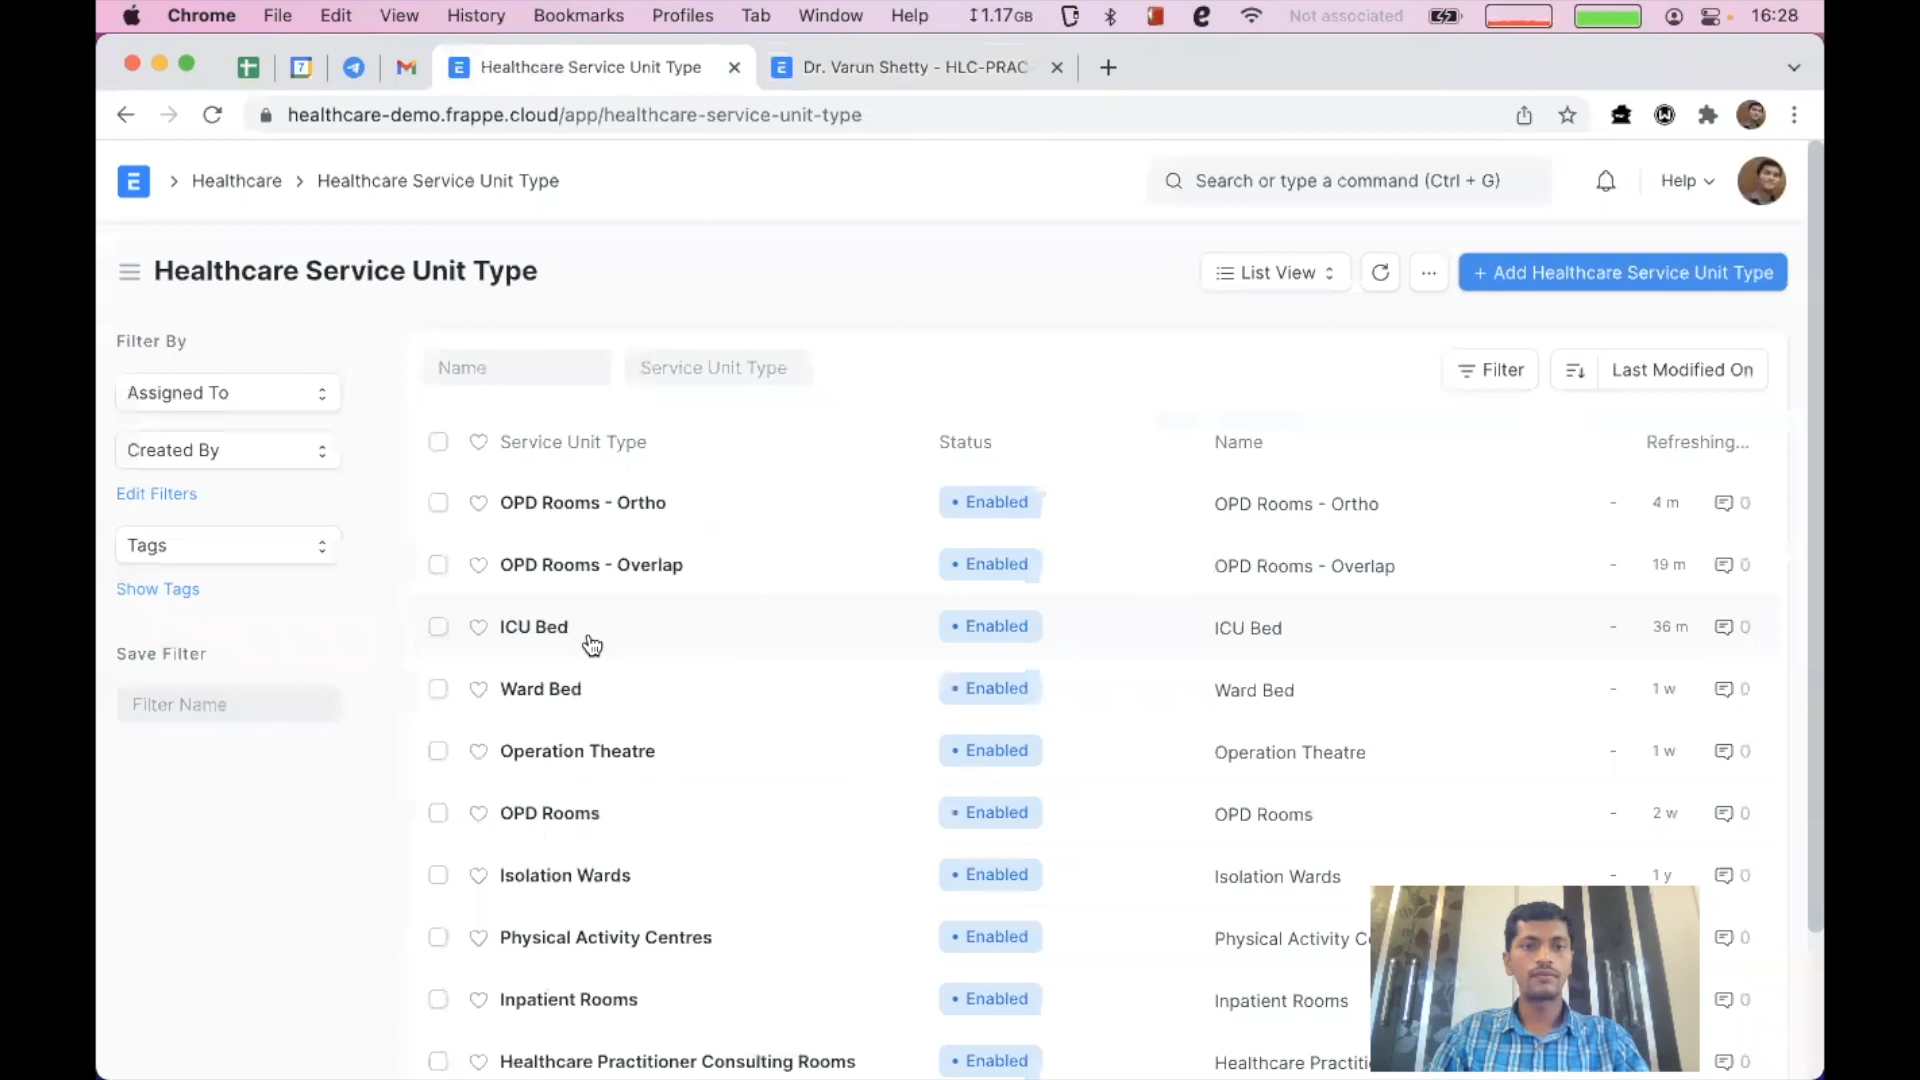 Chrome File Edit View History Bookmarks Profiles Tab Window Help 1.17GB Not associated 16:28
7 Healthcare Service Unit Type Dr. Varun Shetty - HLC-PRAC-
healthcare-demo.frappe.cloud/app/healthcare-service-unit-type
Healthcare Healthcare Service Unit Type Search or type a command (Ctrl + G) Help
Healthcare Service Unit Type List View ... + Add Healthcare Service Unit Type
Filter By
Assigned To
Created By
Edit Filters
Tags
Show Tags
Save Filter
Filter Name
Name Service Unit Type Filter Last Modified On
Service Unit Type Status Name Refreshing...
OPD Rooms - Ortho • Enabled OPD Rooms - Ortho - 4 m 0
OPD Rooms - Overlap • Enabled OPD Rooms - Overlap - 19 m 0
ICU Bed • Enabled ICU Bed - 36 m 0
Ward Bed • Enabled Ward Bed - 1 w 0
Operation Theatre • Enabled Operation Theatre - 1 w 0
OPD Rooms • Enabled OPD Rooms - 2 w 0
Isolation Wards • Enabled Isolation Wards - 1 y 0
Physical Activity Centres • Enabled Physical Activity C 0
Inpatient Rooms • Enabled Inpatient Rooms 0
Healthcare Practitioner Consulting Rooms • Enabled Healthcare Practiti 0